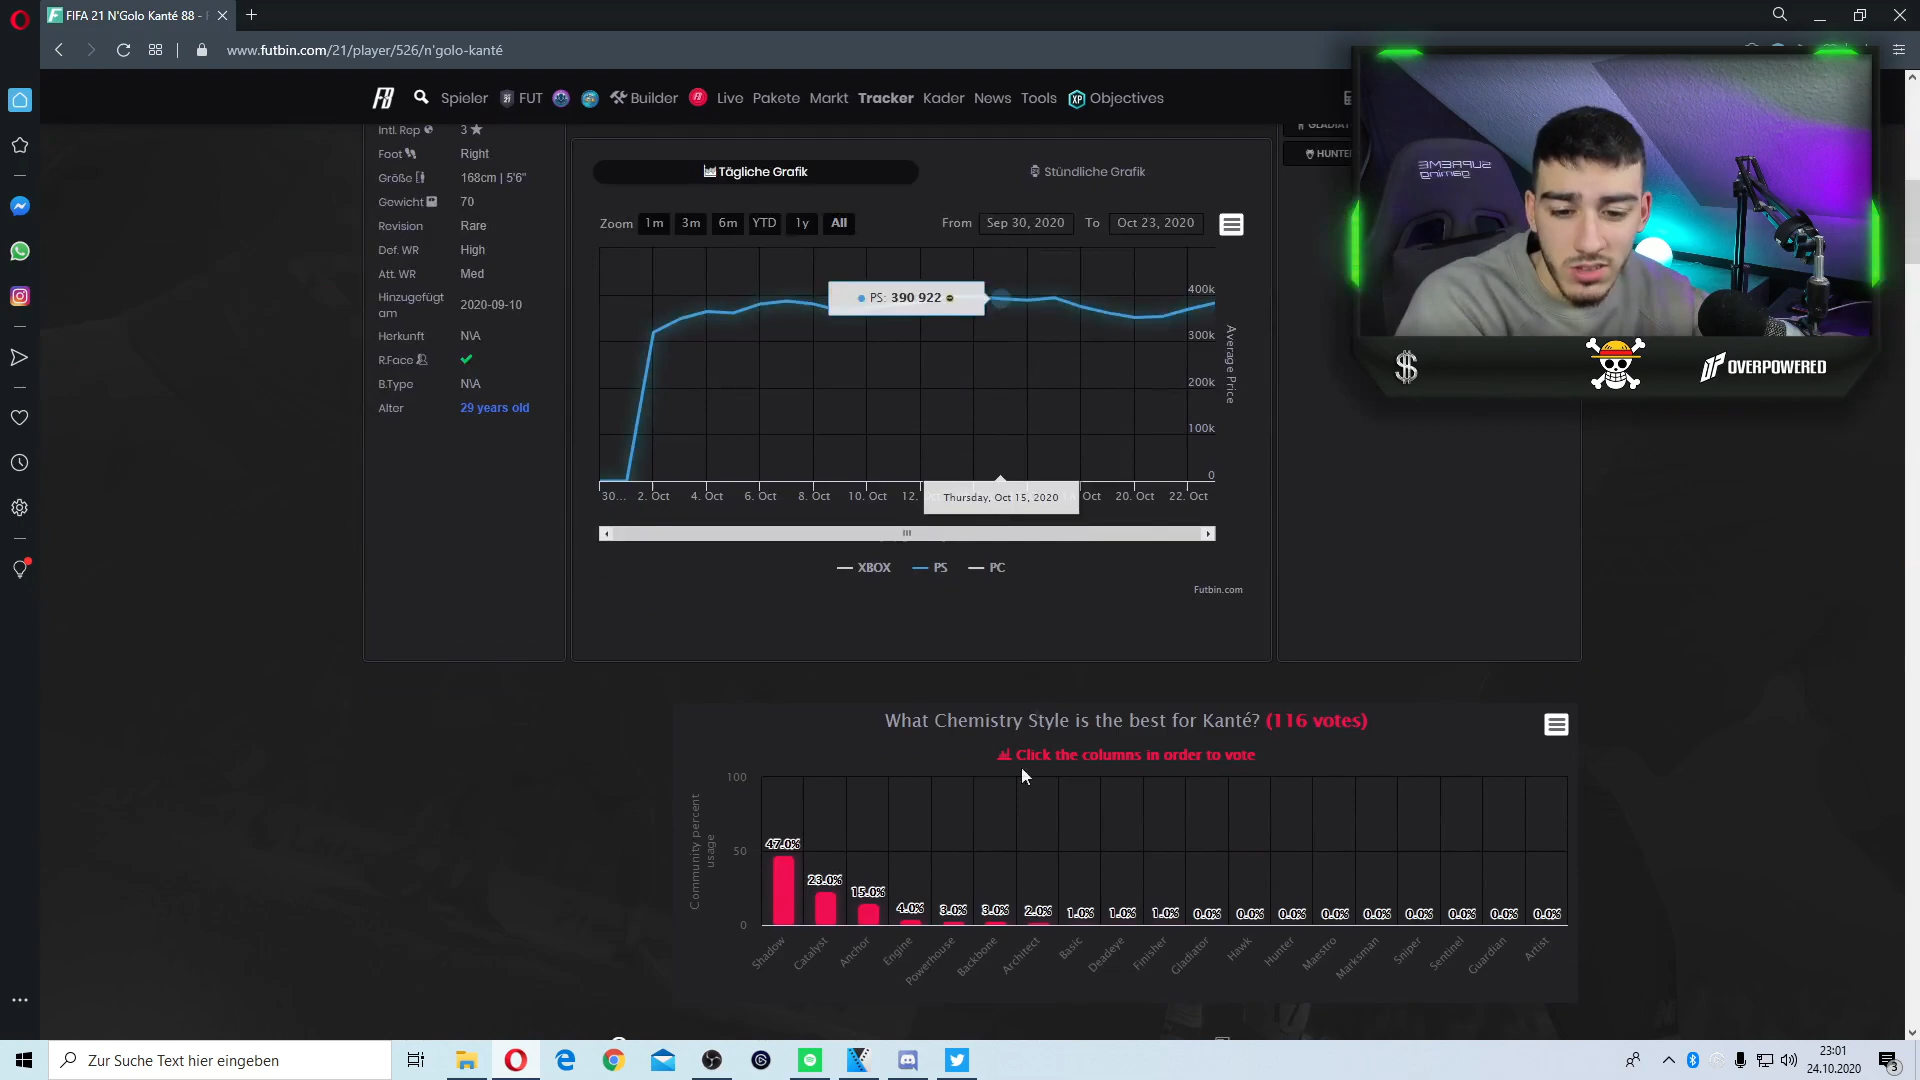 FIFA 21 N'Golo Kanté 88 -
www.futbin.com/21/player/526/n'golo-kanté
Spieler
FUT
Builder
Live
Pakete
Markt
Tracker
Kader
News
Tools
XP
Objectives
Intl. Rep
3
Foot
Right
Größe
168cm | 5'6"
Gewicht
70
Revision
Rare
Def. WR
High
Att. WR
Med
Hinzugefügt am
2020-09-10
Herkunft
N\A
R.Face
B.Type
N\A
Alter
29 years old
Tägliche Grafik
Stündliche Grafik
Zoom
1m
3m
6m
YTD
1y
All
From
Sep 30, 2020
To
Oct 23, 2020
PS: 390 922
400k
300k
200k
100k
0
Average Price
30...
2. Oct
4. Oct
6. Oct
8. Oct
10. Oct
12.
Thursday, Oct 15, 2020
Oct
20. Oct
22. Oct
XBOX
PS
PC
Futbin.com
SUPREME
gaming
$
OVERPOWERED
What Chemistry Style is the best for Kanté? (116 votes)
Click the columns in order to vote
Community percent usage
100
50
0
47.0%
23.0%
15.0%
4.0%
3.0%
3.0%
2.0%
1.0%
1.0%
1.0%
0.0%
0.0%
0.0%
0.0%
0.0%
0.0%
0.0%
0.0%
0.0%
Shadow
Catalyst
Anchor
Engine
Powerhouse
Backbone
Architect
Basic
Deadeye
Finisher
Gladiator
Hawk
Hunter
Maestro
Marksman
Sniper
Sentinel
Guardian
Artist
Zur Suche Text hier eingeben
23:01
24.10.2020
3